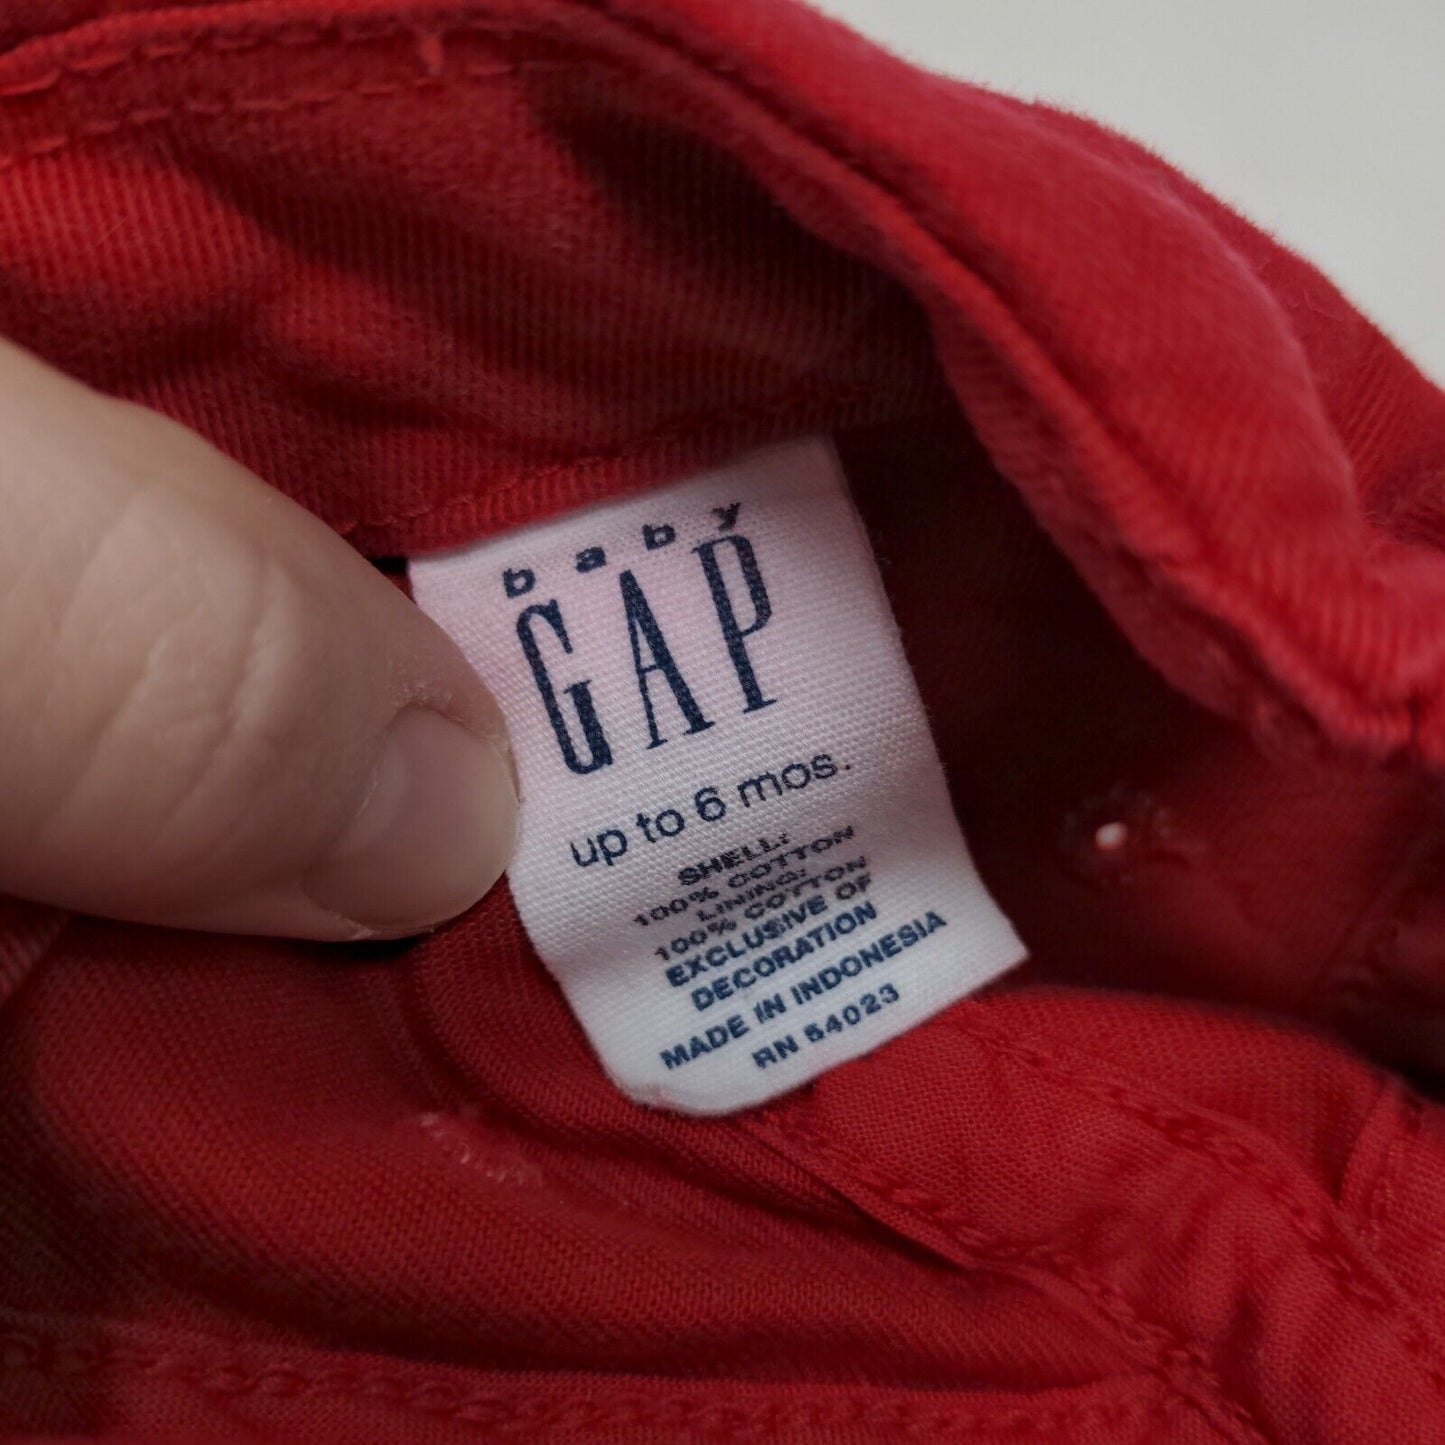 baby
GAP
up to 6 mos.
SHELL:
100% COTTON
LINING:
100% COTTON
EXCLUSIVE OF
DECORATION
MADE IN INDONESIA
RN 54023